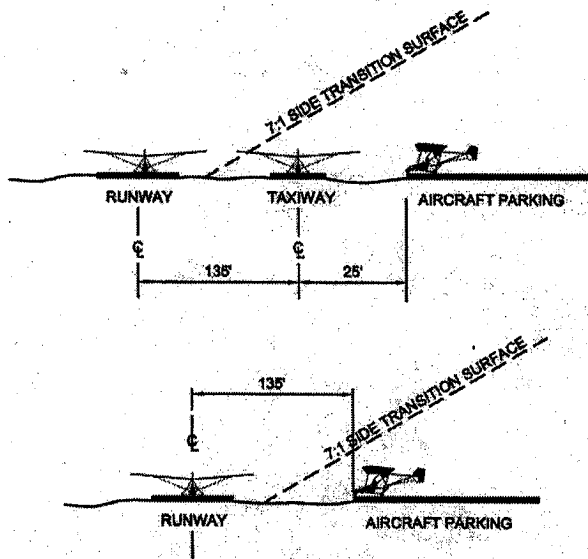 7:1 SIDE TRANSITION SURFACE
RUNWAY TAXIWAY AIRCRAFT PARKING
℄ ℄
135' 25'
135'
7:1 SIDE TRANSITION SURFACE
℄
RUNWAY AIRCRAFT PARKING